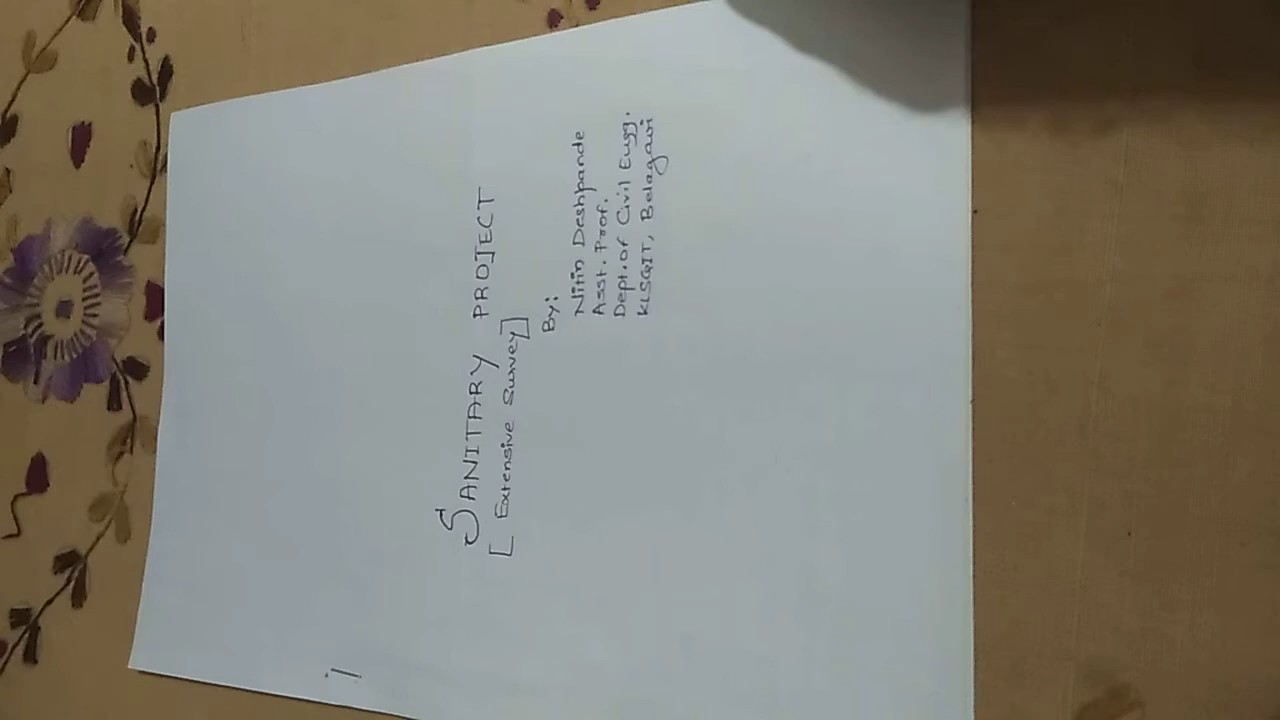 SANITARY PROJECT
[Extensive Survey]
By:
Nitin Deshpande
Asst. Prof.
Dept. of Civil Engg.
KLSGIT, Belagavi